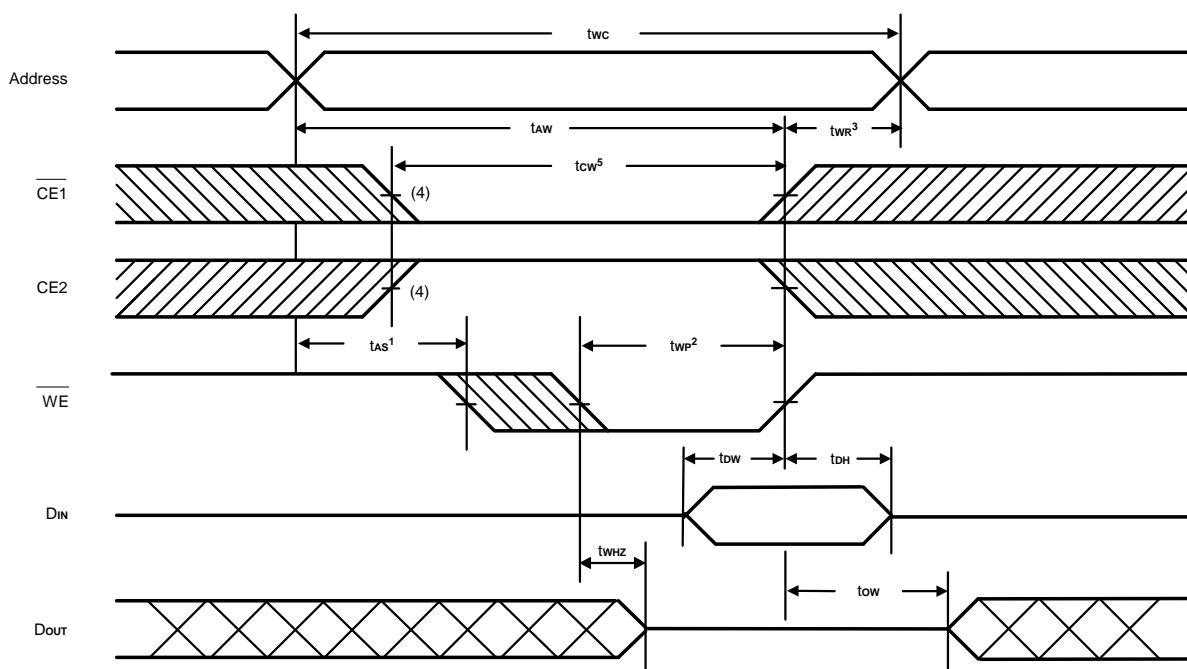 tWC
Address
tAW
tWR3
tCW5
CE1
(4)
CE2
(4)
tAS1
tWP2
WE
tDW
tDH
DIN
tWHZ
tOW
DOUT